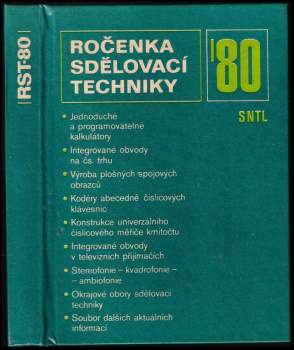 RST·80
ROČENKA
SDĚLOVACÍ
TECHNIKY
'80
SNTL
Jednoduché
a programovatelné
kalkulátory
Integrované obvody
na čs. trhu
Výroba plošných spojových
obrazců
Kodéry abecedně číslicových
klávesnic
Konstrukce univerzálního
číslicového měřiče kmitočtu
Integrované obvody
v televizních přijímačích
Stereofonie – kvadrofonie –
– ambiofonie
Okrajové obory sdělovací
techniky
Soubor dalších aktuálních
informací